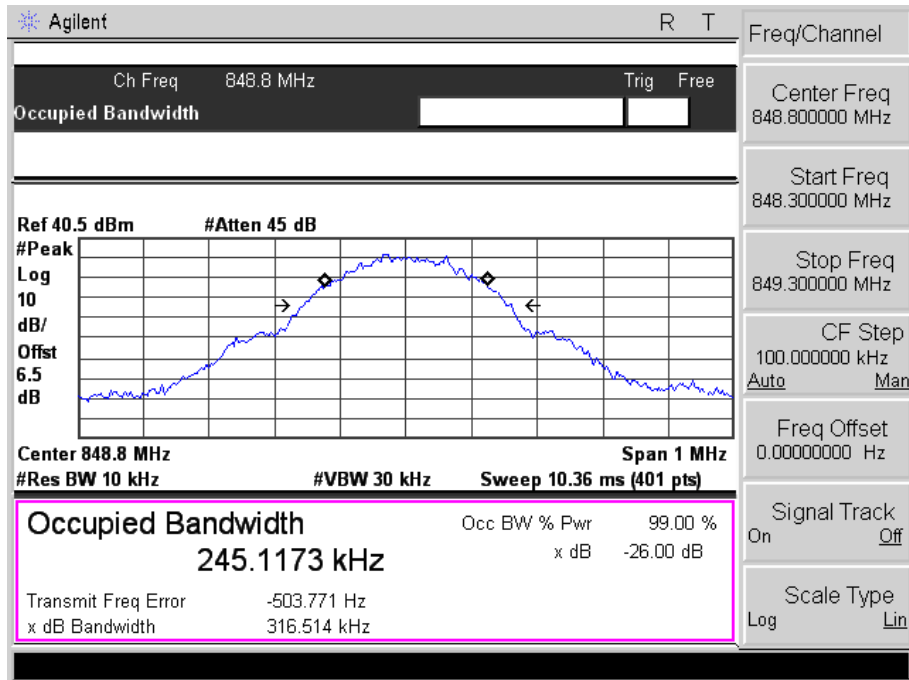 Agilent R T
Ch Freq 848.8 MHz Trig Free
Occupied Bandwidth
Ref 40.5 dBm #Atten 45 dB
#Peak
Log
10
dB/
Offst
6.5
dB
Center 848.8 MHz Span 1 MHz
#Res BW 10 kHz #VBW 30 kHz Sweep 10.36 ms (401 pts)
Occupied Bandwidth Occ BW % Pwr 99.00 %
245.1173 kHz x dB -26.00 dB
Transmit Freq Error -503.771 Hz
x dB Bandwidth 316.514 kHz
Freq/Channel
Center Freq
848.800000 MHz
Start Freq
848.300000 MHz
Stop Freq
849.300000 MHz
CF Step
100.000000 kHz
Auto Man
Freq Offset
0.00000000 Hz
Signal Track
On Off
Scale Type
Log Lin